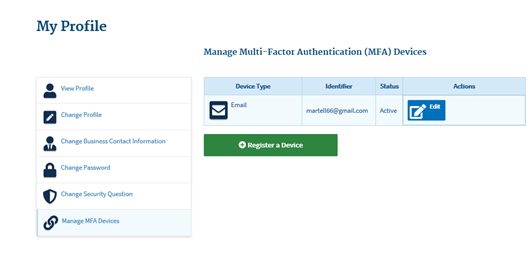 My Profile
Manage Multi-Factor Authentication (MFA) Devices
View Profile
Change Profile
Change Business Contact Information
Change Password
Change Security Question
Manage MFA Devices
Device Type Identifier Status Actions
Email martell66@gmail.com Active Edit
Register a Device